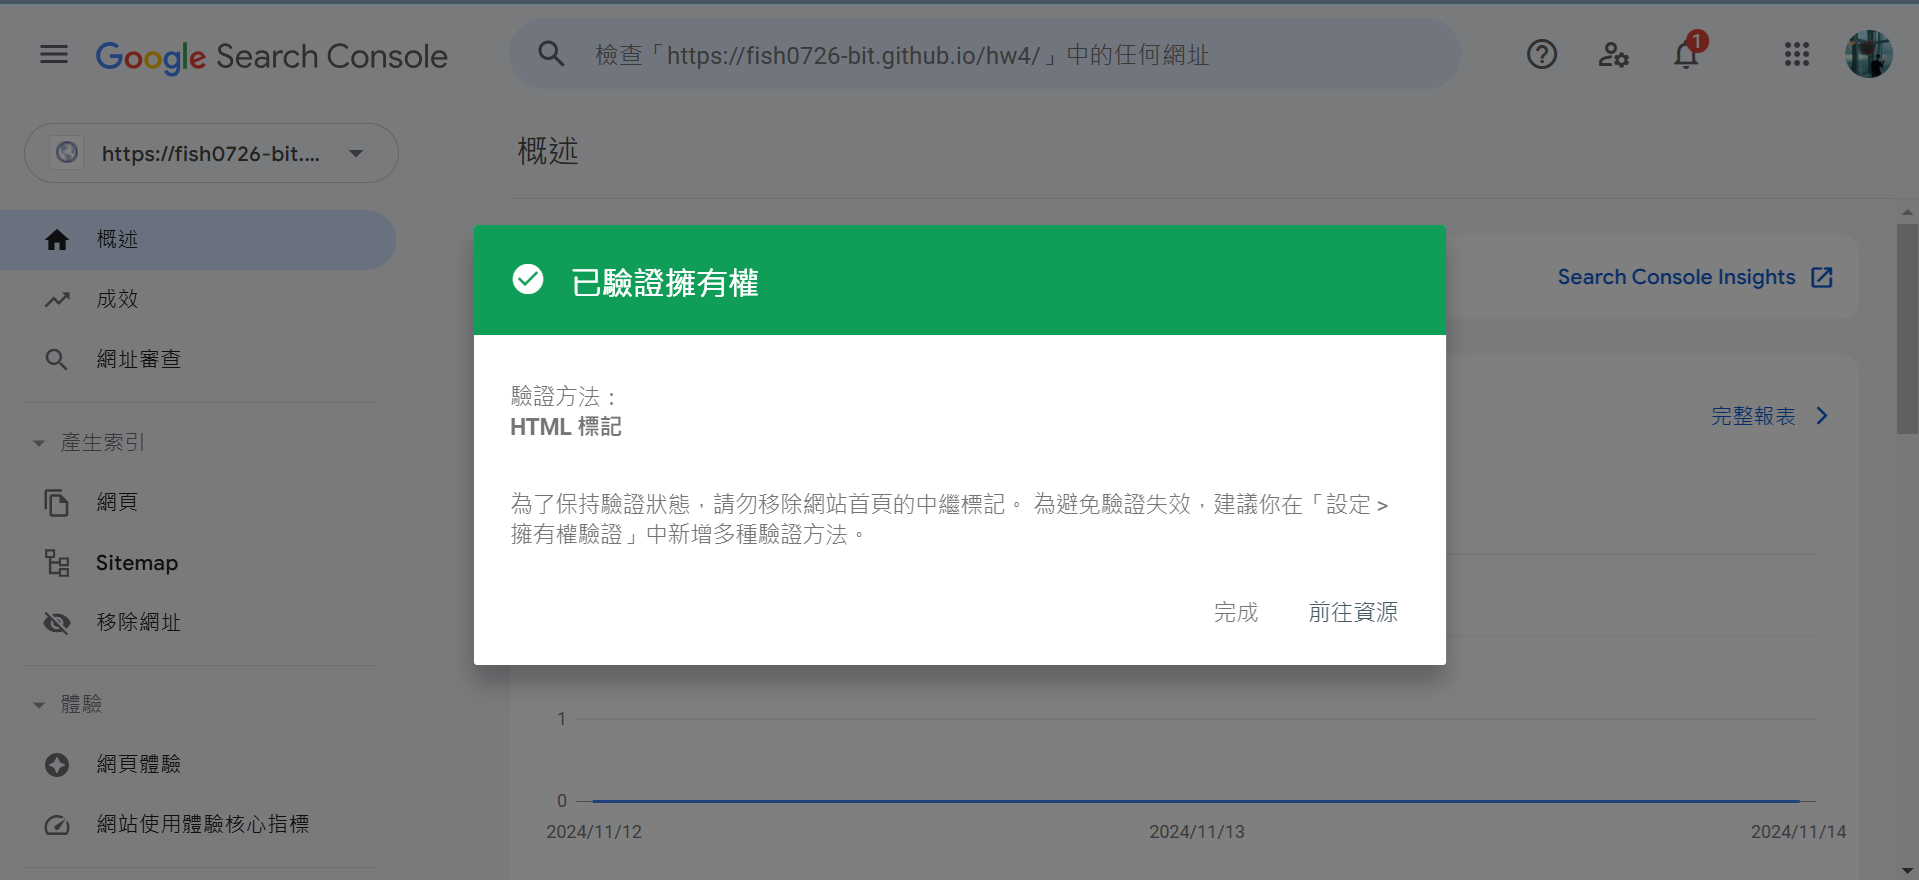 Google Search Console
檢查「https://fish0726-bit.github.io/hw4/」中的任何網址
1
https://fish0726-bit....
概述
概述
成效
網址審查
產生索引
網頁
Sitemap
移除網址
體驗
網頁體驗
網站使用體驗核心指標
Search Console Insights
完整報表
已驗證擁有權
驗證方法：
HTML 標記
為了保持驗證狀態，請勿移除網站首頁的中繼標記。 為避免驗證失效，建議你在「設定 >
擁有權驗證」中新增多種驗證方法。
完成 前往資源
1
0
2024/11/12 2024/11/13 2024/11/14